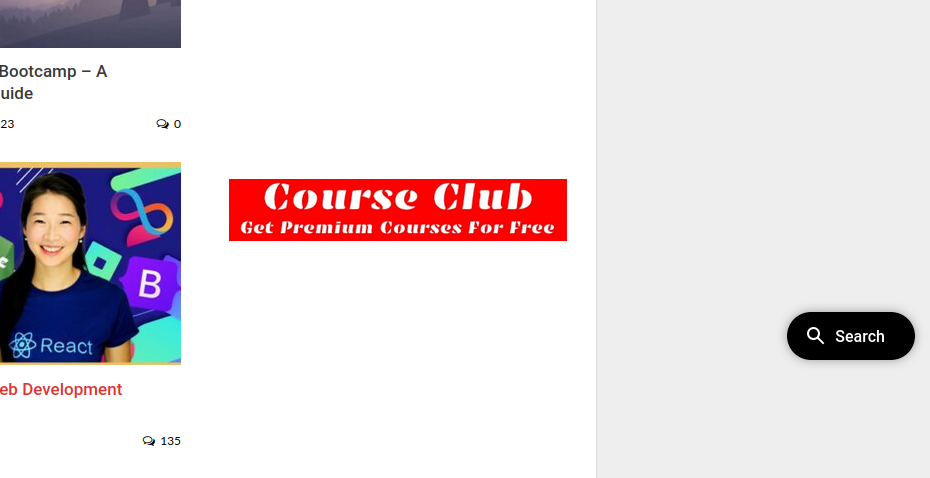 Bootcamp – A
uide
23
0
Course Club
Get Premium Courses For Free
B
React
Search
eb Development
135